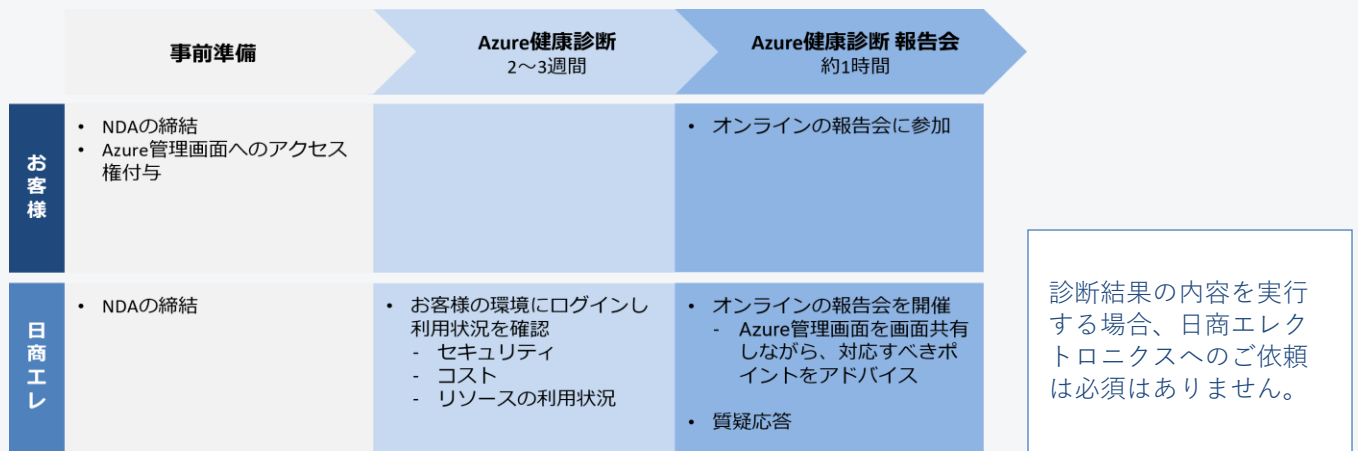 事前準備
Azure健康診断
2～3週間
Azure健康診断 報告会
約1時間
お客様
• NDAの締結
• Azure管理画面へのアクセス
権付与
• オンラインの報告会に参加
日商エレ
• NDAの締結
• お客様の環境にログインし
利用状況を確認
- セキュリティ
- コスト
- リソースの利用状況
• オンラインの報告会を開催
- Azure管理画面を画面共有
しながら、対応すべきポ
イントをアドバイス
• 質疑応答
診断結果の内容を実行
する場合、日商エレク
トロニクスへのご依頼
は必須はありません。